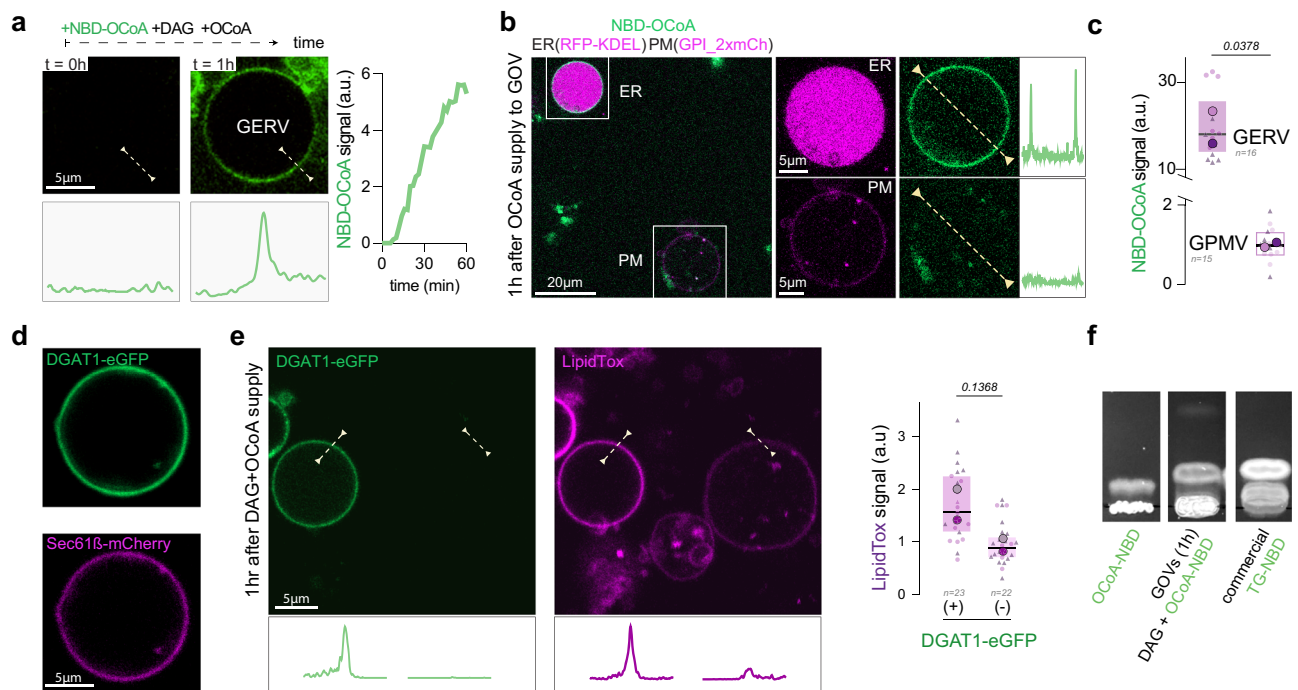 a
+NBD-OCoA +DAG +OCoA
time
t = 0h
t = 1h
GERV
5µm
NBD-OCoA signal (a.u.)
6
4
2
0
0
30
60
time (min)
b
NBD-OCoA
ER(RFP-KDEL) PM(GPI_2xmCh)
1h after OCoA supply to GOV
ER
PM
20µm
ER
5µm
PM
5µm
c
0.0378
NBD-OCoA signal (a.u.)
30
10
2
0
GERV
n=16
GPMV
n=15
d
DGAT1-eGFP
Sec61ß-mCherry
5µm
e
1hr after DAG+OCoA supply
DGAT1-eGFP
5µm
LipidTox
0.1368
LipidTox signal (a.u)
3
2
1
0
n=23
n=22
(+)
(-)
DGAT1-eGFP
f
OCoA-NBD
GOVs (1h)
DAG + OCoA-NBD
commercial
TG-NBD